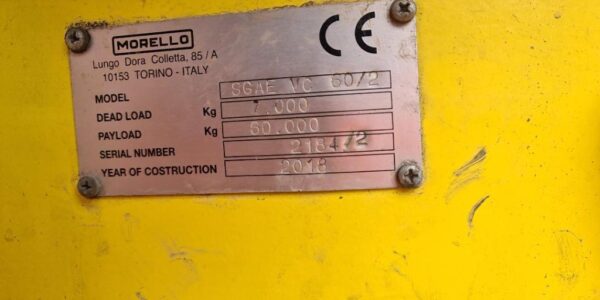 MORELLO
CE
Lungo Dora Colletta, 85 / A
10153 TORINO - ITALY
MODEL SGAE VC 60/2
DEAD LOAD Kg 7.000
PAYLOAD Kg 60.000
SERIAL NUMBER 2184/2
YEAR OF COSTRUCTION 2018